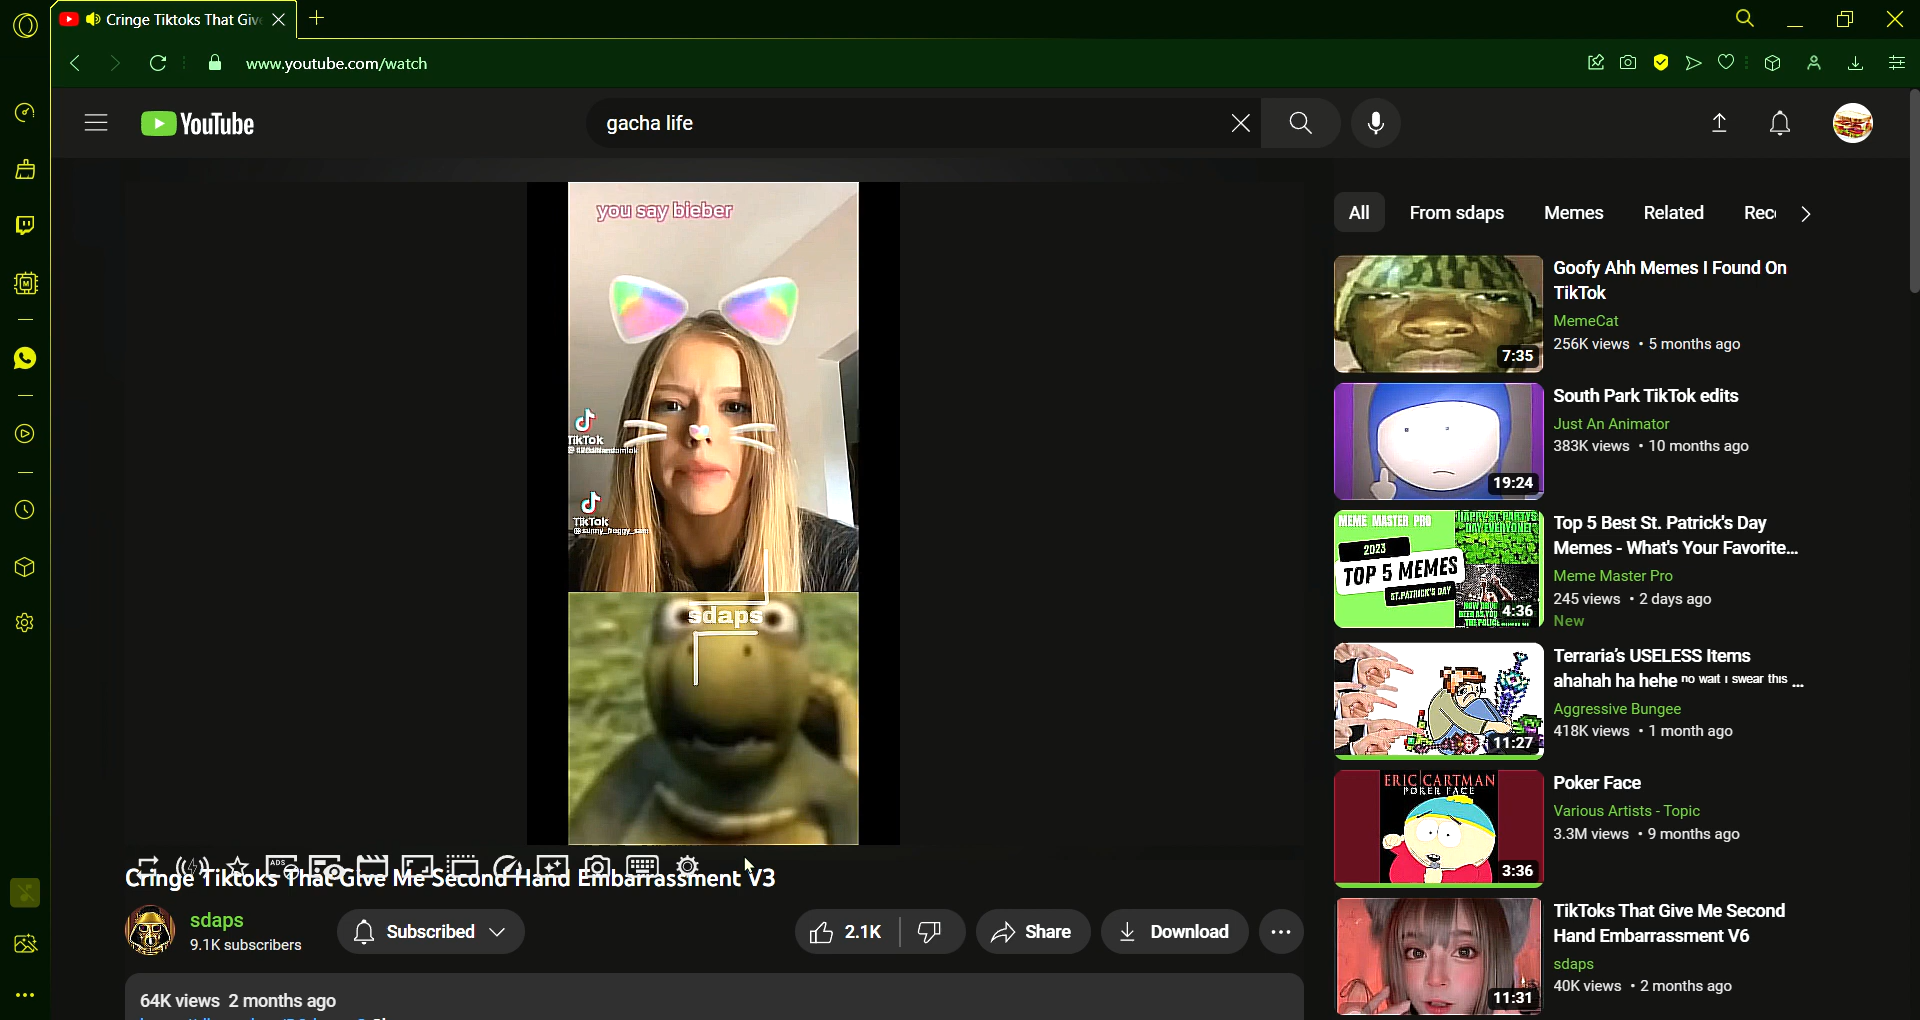 Cringe Tiktoks That Giv
www.youtube.com/watch
YouTube
gacha life
you say bieber
TikTok
TikTok
@sunny_froggy_sam
sdaps
ADS
Cringe Tiktoks That Give Me Second Hand Embarrassment V3
sdaps
9.1K subscribers
Subscribed
2.1K
Share
Download
64K views 2 months ago
All
From sdaps
Memes
Related
Rec
Goofy Ahh Memes I Found On
TikTok
MemeCat
256K views • 5 months ago
7:35
South Park TikTok edits
Just An Animator
383K views • 10 months ago
19:24
MEME MASTER PRO
2023
TOP 5 MEMES
ST.PATRICK'S DAY
4:36
Top 5 Best St. Patrick's Day
Memes - What's Your Favorite...
Meme Master Pro
245 views • 2 days ago
New
Terraria's USELESS Items
ahahah ha hehe no wait i swear this ...
Aggressive Bungee
418K views • 1 month ago
11:27
ERIC CARTMAN
POKER FACE
3:36
Poker Face
Various Artists - Topic
3.3M views • 9 months ago
TikToks That Give Me Second
Hand Embarrassment V6
sdaps
40K views • 2 months ago
11:31